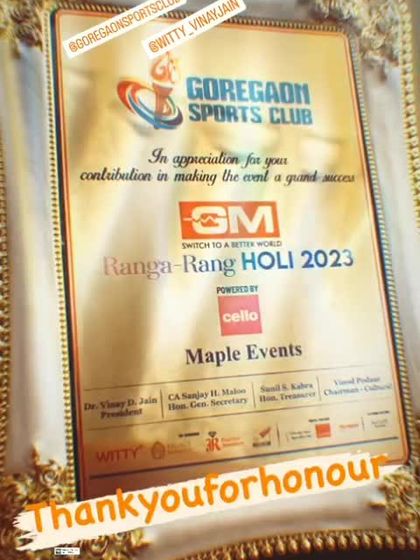 @GOREGAONSPORTSCLUB
@WITTY_VINAYJAIN
GOREGAON
SPORTS CLUB
In appreciation for your
contribution in making the event a grand success
GM
SWITCH TO A BETTER WORLD
Ranga-Rang HOLI 2023
POWERED BY
cello
Maple Events
Dr. Vinay D. Jain
President
CA Sanjay H. Maloo
Hon. Gen. Secretary
Sunil S. Kabra
Hon. Treasurer
Vinod Poddar
Chairman - Cultural
WITTY
Thankyouforhonour